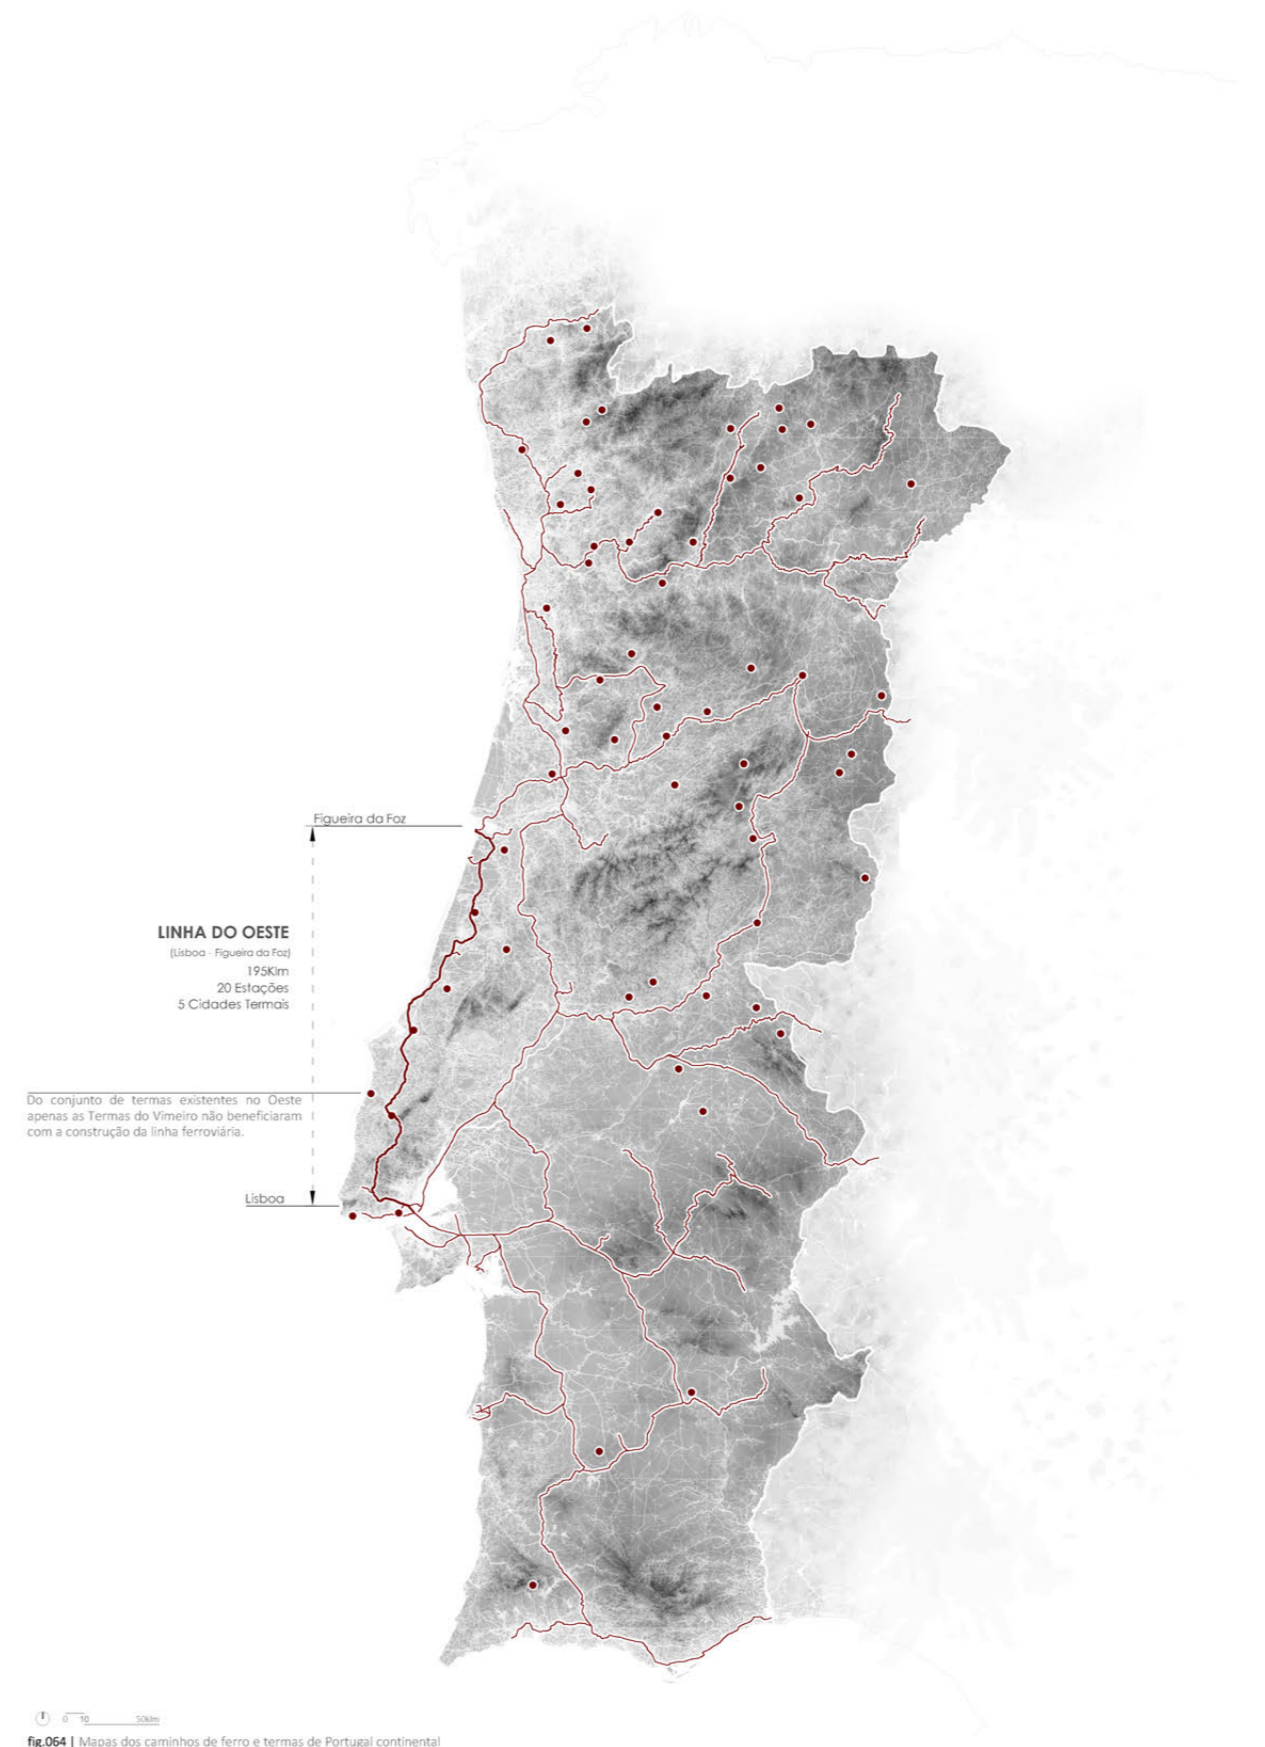 Figueira da Foz
LINHA DO OESTE
(Lisboa - Figueira da Foz)
195Klm
20 Estações
5 Cidades Termais
Do conjunto de termas existentes no Oeste
apenas as Termas do Vimeiro não beneficiaram
com a construção da linha ferroviária.
Lisboa
0 10 50klm
fig.064 | Mapas dos caminhos de ferro e termas de Portugal continental